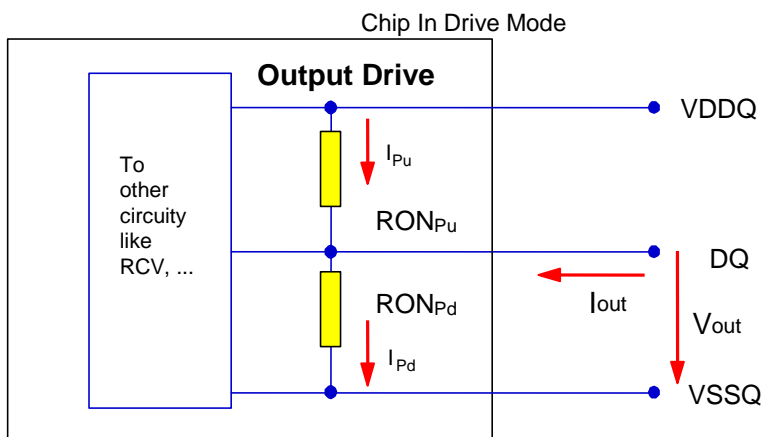 Chip In Drive Mode
Output Drive
VDDQ
To
other
circuity
like
RCV, ...
IPu
RONPu
DQ
RONPd
Iout
Vout
IPd
VSSQ